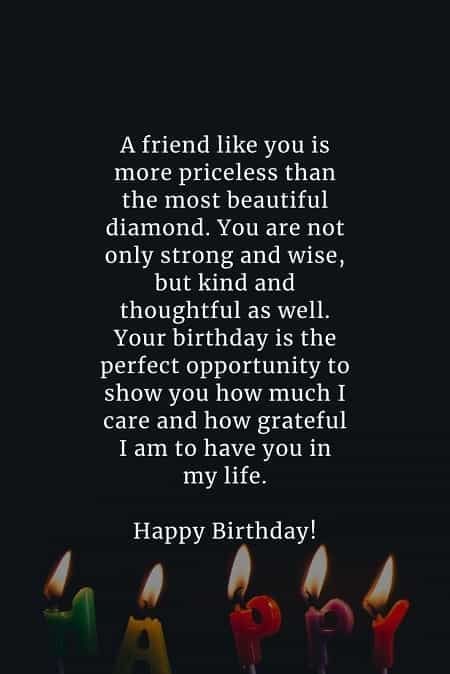 A friend like you is
more priceless than
the most beautiful
diamond. You are not
only strong and wise,
but kind and
thoughtful as well.
Your birthday is the
perfect opportunity to
show you how much I
care and how grateful
I am to have you in
my life.
Happy Birthday!
HAPPY